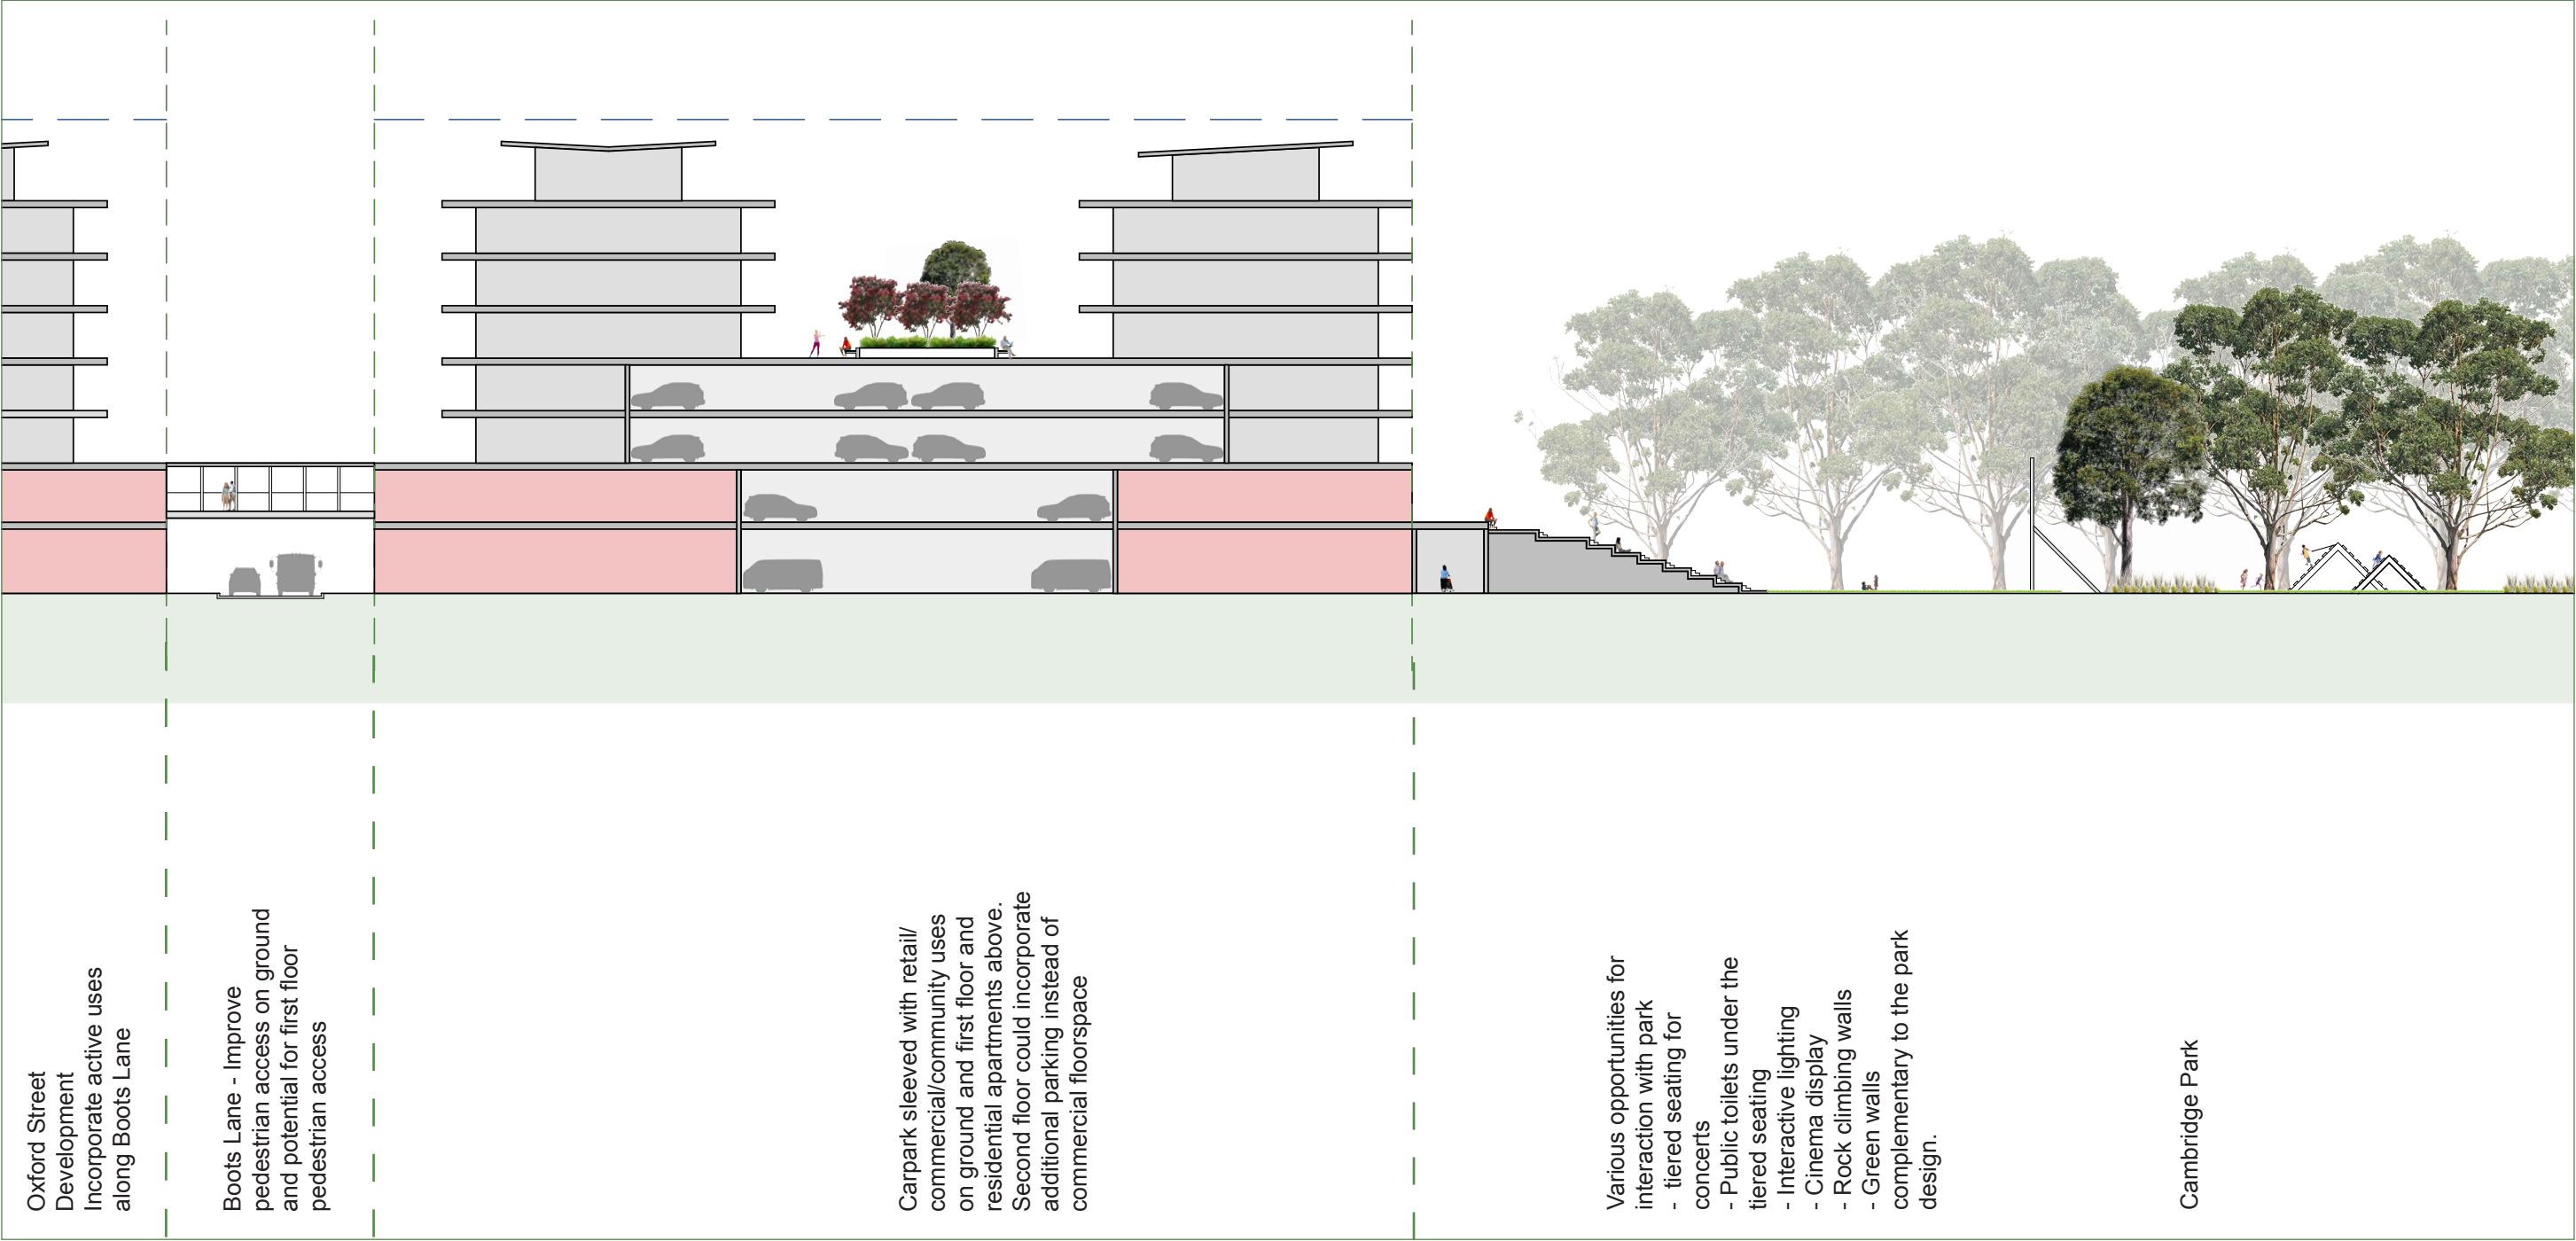 Oxford Street
Development
Incorporate active uses
along Boots Lane
Boots Lane - Improve
pedestrian access on ground
and potential for first floor
pedestrian access
Carpark sleeved with retail/
commercial/community uses
on ground and first floor and
residential apartments above.
Second floor could incorporate
additional parking instead of
commercial floorspace
Various opportunities for
interaction with park
- tiered seating for
concerts
- Public toilets under the
tiered seating
- Interactive lighting
- Cinema display
- Rock climbing walls
- Green walls
complementary to the park
design.
Cambridge Park